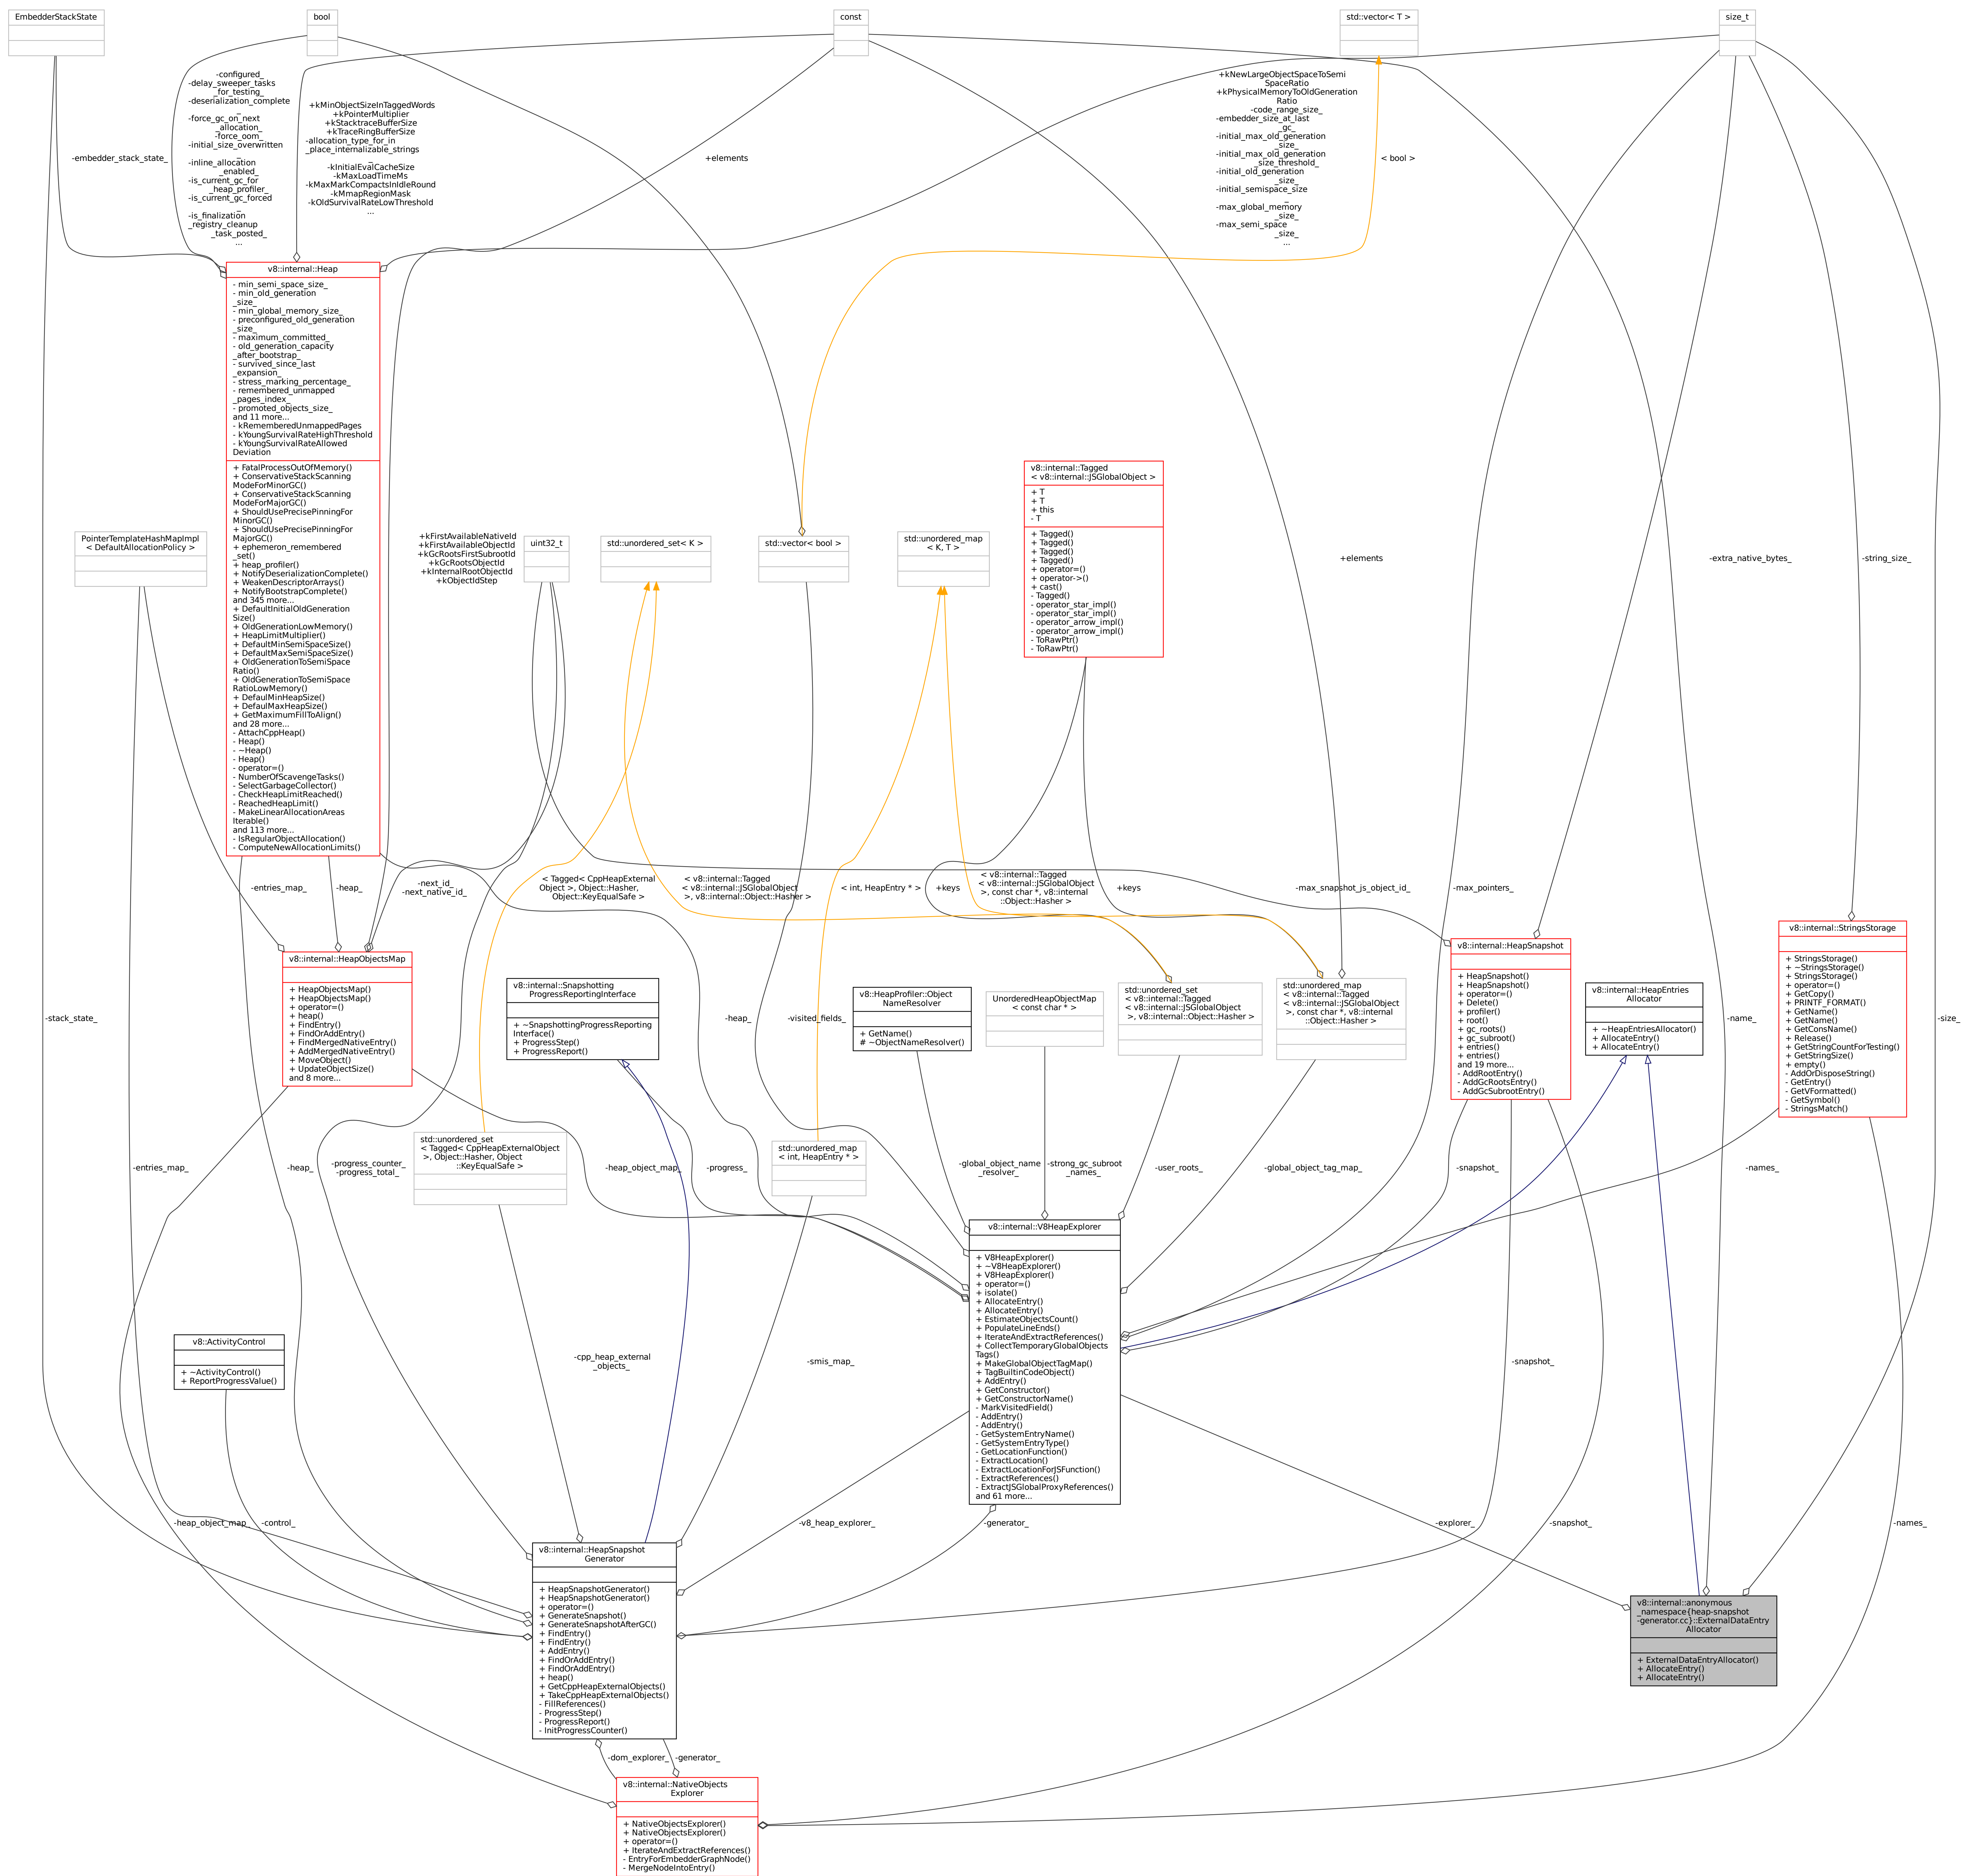 EmbedderStackState
bool
const
std::vector< T >
size_t
-embedder_stack_state_
-configured_
-delay_sweeper_tasks
_for_testing_
-deserialization_complete
_
-force_gc_on_next
_allocation_
-force_oom_
-initial_size_overwritten
_
-inline_allocation
_enabled_
-is_current_gc_for
_heap_profiler_
-is_current_gc_forced
_
-is_finalization
_registry_cleanup
_task_posted_
...
+kMinObjectSizeInTaggedWords
+kPointerMultiplier
+kStacktraceBufferSize
+kTraceRingBufferSize
-allocation_type_for_in
_place_internalizable_strings
_
-kInitialEvalCacheSize
-kMaxLoadTimeMs
-kMaxMarkCompactsInIdleRound
-kMmapRegionMask
-kOldSurvivalRateLowThreshold
...
+elements
+kNewLargeObjectSpaceToSemi
SpaceRatio
+kPhysicalMemoryToOldGeneration
Ratio
-code_range_size_
-embedder_size_at_last
_gc_
-initial_max_old_generation
_size_
-initial_max_old_generation
_size_threshold_
-initial_old_generation
_size_
-initial_semispace_size
_
-max_global_memory
_size_
-max_semi_space
_size_
...
< bool >
v8::internal::Heap
- min_semi_space_size_
- min_old_generation
_size_
- min_global_memory_size_
- preconfigured_old_generation
_size_
- maximum_committed_
- old_generation_capacity
_after_bootstrap_
- survived_since_last
_expansion_
- stress_marking_percentage_
- remembered_unmapped
_pages_index_
- promoted_objects_size_
and 11 more...
- kRememberedUnmappedPages
- kYoungSurvivalRateHighThreshold
- kYoungSurvivalRateAllowed
Deviation
+ FatalProcessOutOfMemory()
+ ConservativeStackScanning
ModeForMinorGC()
+ ConservativeStackScanning
ModeForMajorGC()
+ ShouldUsePrecisePinningFor
MinorGC()
+ ShouldUsePrecisePinningFor
MajorGC()
+ ephemeron_remembered
_set()
+ heap_profiler()
+ NotifyDeserializationComplete()
+ WeakenDescriptorArrays()
+ NotifyBootstrapComplete()
and 345 more...
+ DefaultInitialOldGeneration
Size()
+ OldGenerationLowMemory()
+ HeapLimitMultiplier()
+ DefaultMinSemiSpaceSize()
+ DefaultMaxSemiSpaceSize()
+ OldGenerationToSemiSpace
Ratio()
+ OldGenerationToSemiSpace
RatioLowMemory()
+ DefaulMinHeapSize()
+ DefaulMaxHeapSize()
+ GetMaximumFillToAlign()
and 28 more...
- AttachCppHeap()
- Heap()
- ~Heap()
- Heap()
- operator=()
- NumberOfScavengeTasks()
- SelectGarbageCollector()
- CheckHeapLimitReached()
- ReachedHeapLimit()
- MakeLinearAllocationAreas
Iterable()
and 113 more...
- IsRegularObjectAllocation()
- ComputeNewAllocationLimits()
v8::internal::Tagged
< v8::internal::JSGlobalObject >
+ T
+ T
+ this
- T
+ Tagged()
+ Tagged()
+ Tagged()
+ Tagged()
+ operator=()
+ operator->()
+ cast()
- Tagged()
- operator_star_impl()
- operator_star_impl()
- operator_arrow_impl()
- operator_arrow_impl()
- ToRawPtr()
- ToRawPtr()
PointerTemplateHashMapImpl
< DefaultAllocationPolicy >
+kFirstAvailableNativeId
+kFirstAvailableObjectId
+kGcRootsFirstSubrootId
+kGcRootsObjectId
+kInternalRootObjectId
+kObjectIdStep
uint32_t
std::unordered_set< K >
std::vector< bool >
std::unordered_map
< K, T >
+elements
-extra_native_bytes_
-string_size_
-entries_map_
-heap_
-next_id_
-next_native_id_
< Tagged< CppHeapExternal
Object >, Object::Hasher,
Object::KeyEqualSafe >
< v8::internal::Tagged
< v8::internal::JSGlobalObject
>, v8::internal::Object::Hasher >
< int, HeapEntry * >
+keys
< v8::internal::Tagged
< v8::internal::JSGlobalObject
>, const char *, v8::internal
::Object::Hasher >
+keys
-max_snapshot_js_object_id_
-max_pointers_
v8::internal::HeapObjectsMap
+ HeapObjectsMap()
+ HeapObjectsMap()
+ operator=()
+ heap()
+ FindEntry()
+ FindOrAddEntry()
+ FindMergedNativeEntry()
+ AddMergedNativeEntry()
+ MoveObject()
+ UpdateObjectSize()
and 8 more...
v8::internal::Snapshotting
ProgressReportingInterface
+ ~SnapshottingProgressReporting
Interface()
+ ProgressStep()
+ ProgressReport()
-heap_
-visited_fields_
v8::HeapProfiler::Object
NameResolver
+ GetName()
# ~ObjectNameResolver()
UnorderedHeapObjectMap
< const char * >
std::unordered_set
< v8::internal::Tagged
< v8::internal::JSGlobalObject
>, v8::internal::Object::Hasher >
std::unordered_map
< v8::internal::Tagged
< v8::internal::JSGlobalObject
>, const char *, v8::internal
::Object::Hasher >
v8::internal::HeapSnapshot
+ HeapSnapshot()
+ HeapSnapshot()
+ operator=()
+ Delete()
+ profiler()
+ root()
+ gc_roots()
+ gc_subroot()
+ entries()
+ entries()
and 19 more...
- AddRootEntry()
- AddGcRootsEntry()
- AddGcSubrootEntry()
v8::internal::HeapEntries
Allocator
+ ~HeapEntriesAllocator()
+ AllocateEntry()
+ AllocateEntry()
-name_
v8::internal::StringsStorage
+ StringsStorage()
+ ~StringsStorage()
+ StringsStorage()
+ operator=()
+ GetCopy()
+ PRINTF_FORMAT()
+ GetName()
+ GetName()
+ GetConsName()
+ Release()
+ GetStringCountForTesting()
+ GetStringSize()
+ empty()
- AddOrDisposeString()
- GetEntry()
- GetVFormatted()
- GetSymbol()
- StringsMatch()
-size_
-stack_state_
-entries_map_
-heap_
-progress_counter_
-progress_total_
std::unordered_set
< Tagged< CppHeapExternalObject
>, Object::Hasher, Object
::KeyEqualSafe >
-heap_object_map_
-progress_
std::unordered_map
< int, HeapEntry * >
-global_object_name
_resolver_
-strong_gc_subroot
_names_
-user_roots_
-global_object_tag_map_
-snapshot_
-names_
v8::internal::V8HeapExplorer
+ V8HeapExplorer()
+ ~V8HeapExplorer()
+ V8HeapExplorer()
+ operator=()
+ isolate()
+ AllocateEntry()
+ AllocateEntry()
+ EstimateObjectsCount()
+ PopulateLineEnds()
+ IterateAndExtractReferences()
+ CollectTemporaryGlobalObjects
Tags()
+ MakeGlobalObjectTagMap()
+ TagBuiltinCodeObject()
+ AddEntry()
+ GetConstructor()
+ GetConstructorName()
- MarkVisitedField()
- AddEntry()
- AddEntry()
- GetSystemEntryName()
- GetSystemEntryType()
- GetLocationFunction()
- ExtractLocation()
- ExtractLocationForJSFunction()
- ExtractReferences()
- ExtractJSGlobalProxyReferences()
and 61 more...
v8::ActivityControl
+ ~ActivityControl()
+ ReportProgressValue()
-cpp_heap_external
_objects_
-smis_map_
-snapshot_
-heap_object_map_
-control_
-v8_heap_explorer_
-generator_
-explorer_
-snapshot_
-names_
v8::internal::HeapSnapshot
Generator
+ HeapSnapshotGenerator()
+ HeapSnapshotGenerator()
+ operator=()
+ GenerateSnapshot()
+ GenerateSnapshotAfterGC()
+ FindEntry()
+ FindEntry()
+ AddEntry()
+ FindOrAddEntry()
+ FindOrAddEntry()
+ heap()
+ GetCppHeapExternalObjects()
+ TakeCppHeapExternalObjects()
- FillReferences()
- ProgressStep()
- ProgressReport()
- InitProgressCounter()
v8::internal::anonymous
_namespace{heap-snapshot
-generator.cc}::ExternalDataEntry
Allocator
+ ExternalDataEntryAllocator()
+ AllocateEntry()
+ AllocateEntry()
-dom_explorer_
-generator_
v8::internal::NativeObjects
Explorer
+ NativeObjectsExplorer()
+ NativeObjectsExplorer()
+ operator=()
+ IterateAndExtractReferences()
- EntryForEmbedderGraphNode()
- MergeNodeIntoEntry()